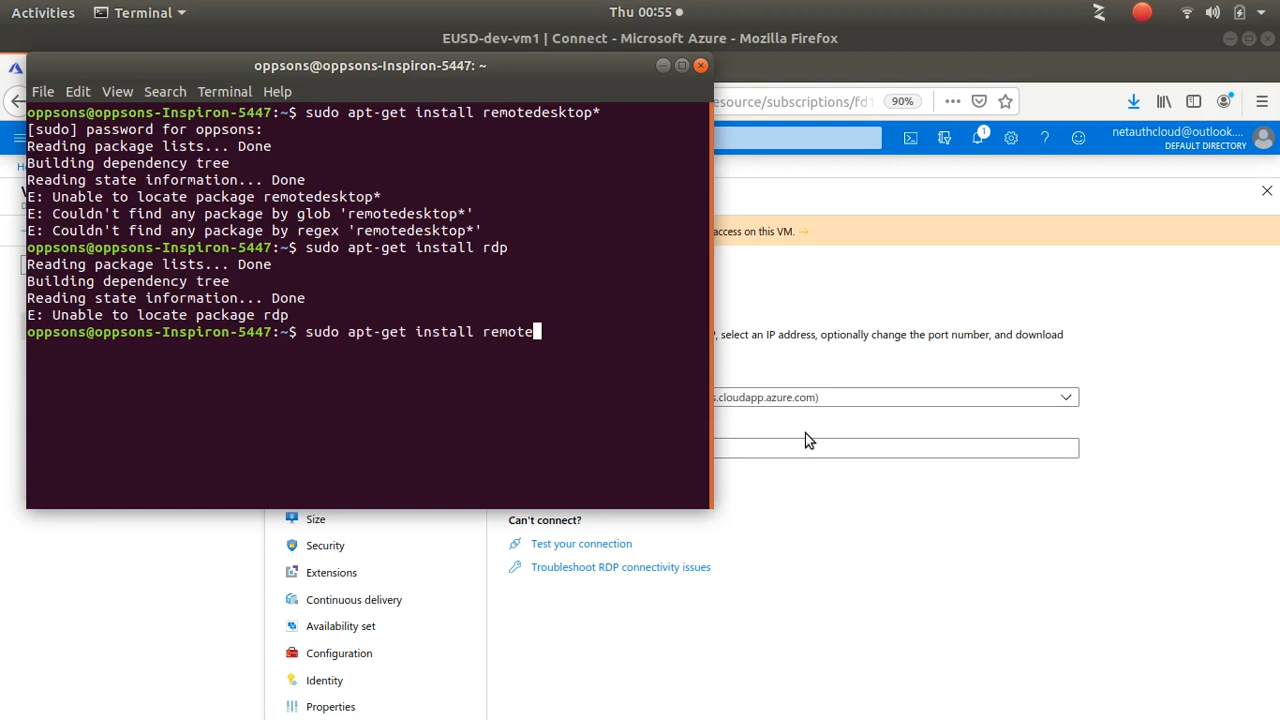 Activities Terminal Thu 00:55
EUSD-dev-vm1 | Connect - Microsoft Azure - Mozilla Firefox
oppsons@oppsons-Inspiron-5447: ~
File Edit View Search Terminal Help
oppsons@oppsons-Inspiron-5447:~$ sudo apt-get install remotedesktop*
[sudo] password for oppsons:
Reading package lists... Done
Building dependency tree
Reading state information... Done
E: Unable to locate package remotedesktop*
E: Couldn't find any package by glob 'remotedesktop*'
E: Couldn't find any package by regex 'remotedesktop*'
oppsons@oppsons-Inspiron-5447:~$ sudo apt-get install rdp
Reading package lists... Done
Building dependency tree
Reading state information... Done
E: Unable to locate package rdp
oppsons@oppsons-Inspiron-5447:~$ sudo apt-get install remote
esource/subscriptions/fd1 90%
1
netauthcloud@outlook....
DEFAULT DIRECTORY
access on this VM.
, select an IP address, optionally change the port number, and download
s.cloudapp.azure.com)
Size
Security
Extensions
Continuous delivery
Availability set
Configuration
Identity
Properties
Can't connect?
Test your connection
Troubleshoot RDP connectivity issues